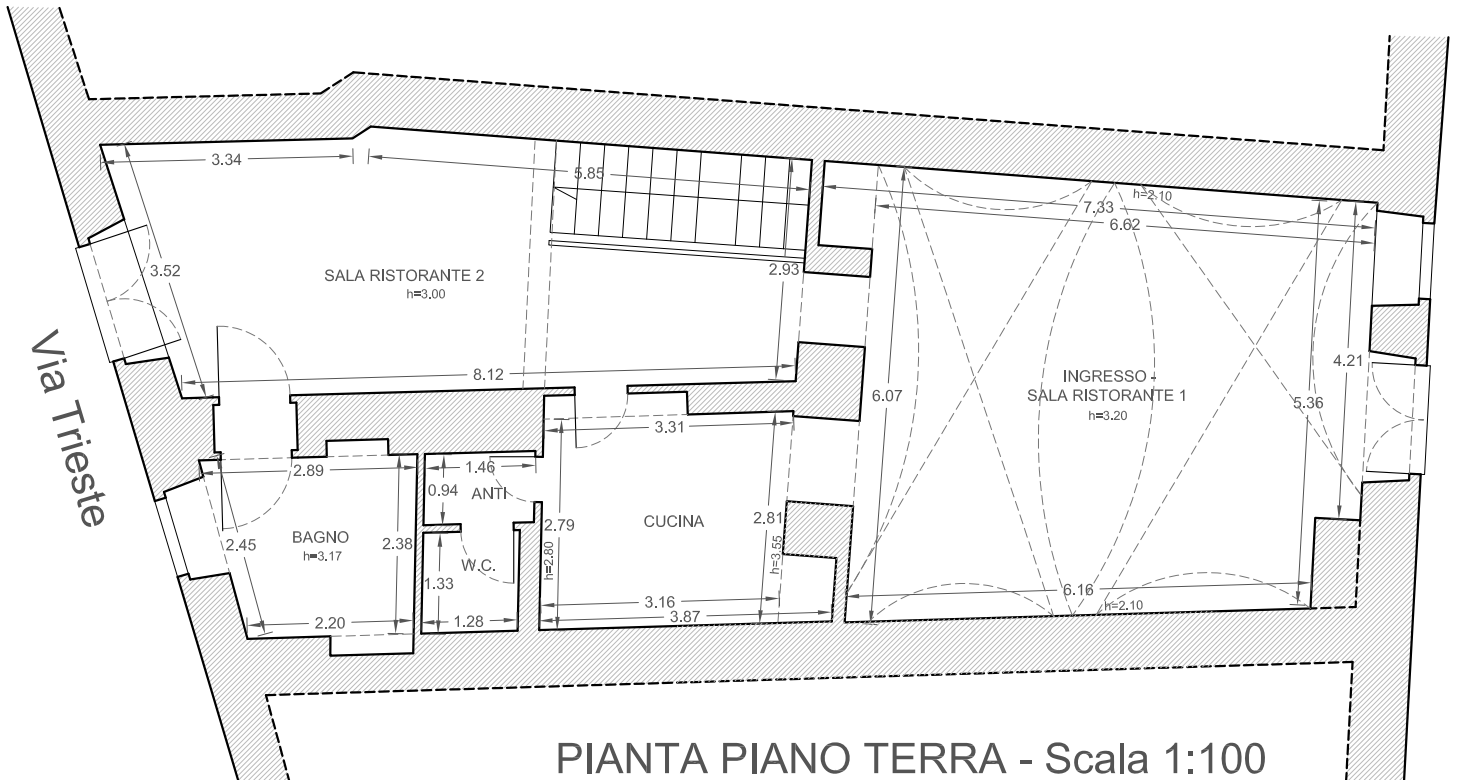 3.34
5.85
h=2.10
7.33
6.62
3.52
SALA RISTORANTE 2
h=3.00
2.93
Via Trieste
8.12
6.07
INGRESSO -
SALA RISTORANTE 1
h=3.20
4.21
5.36
3.31
2.89
1.46
0.94
ANTI
2.45
BAGNO
h=3.17
2.38
2.79
CUCINA
2.81
h=2.80
h=3.55
W.C.
1.33
6.16
h=2.10
3.16
3.87
2.20
1.28
PIANTA PIANO TERRA - Scala 1:100